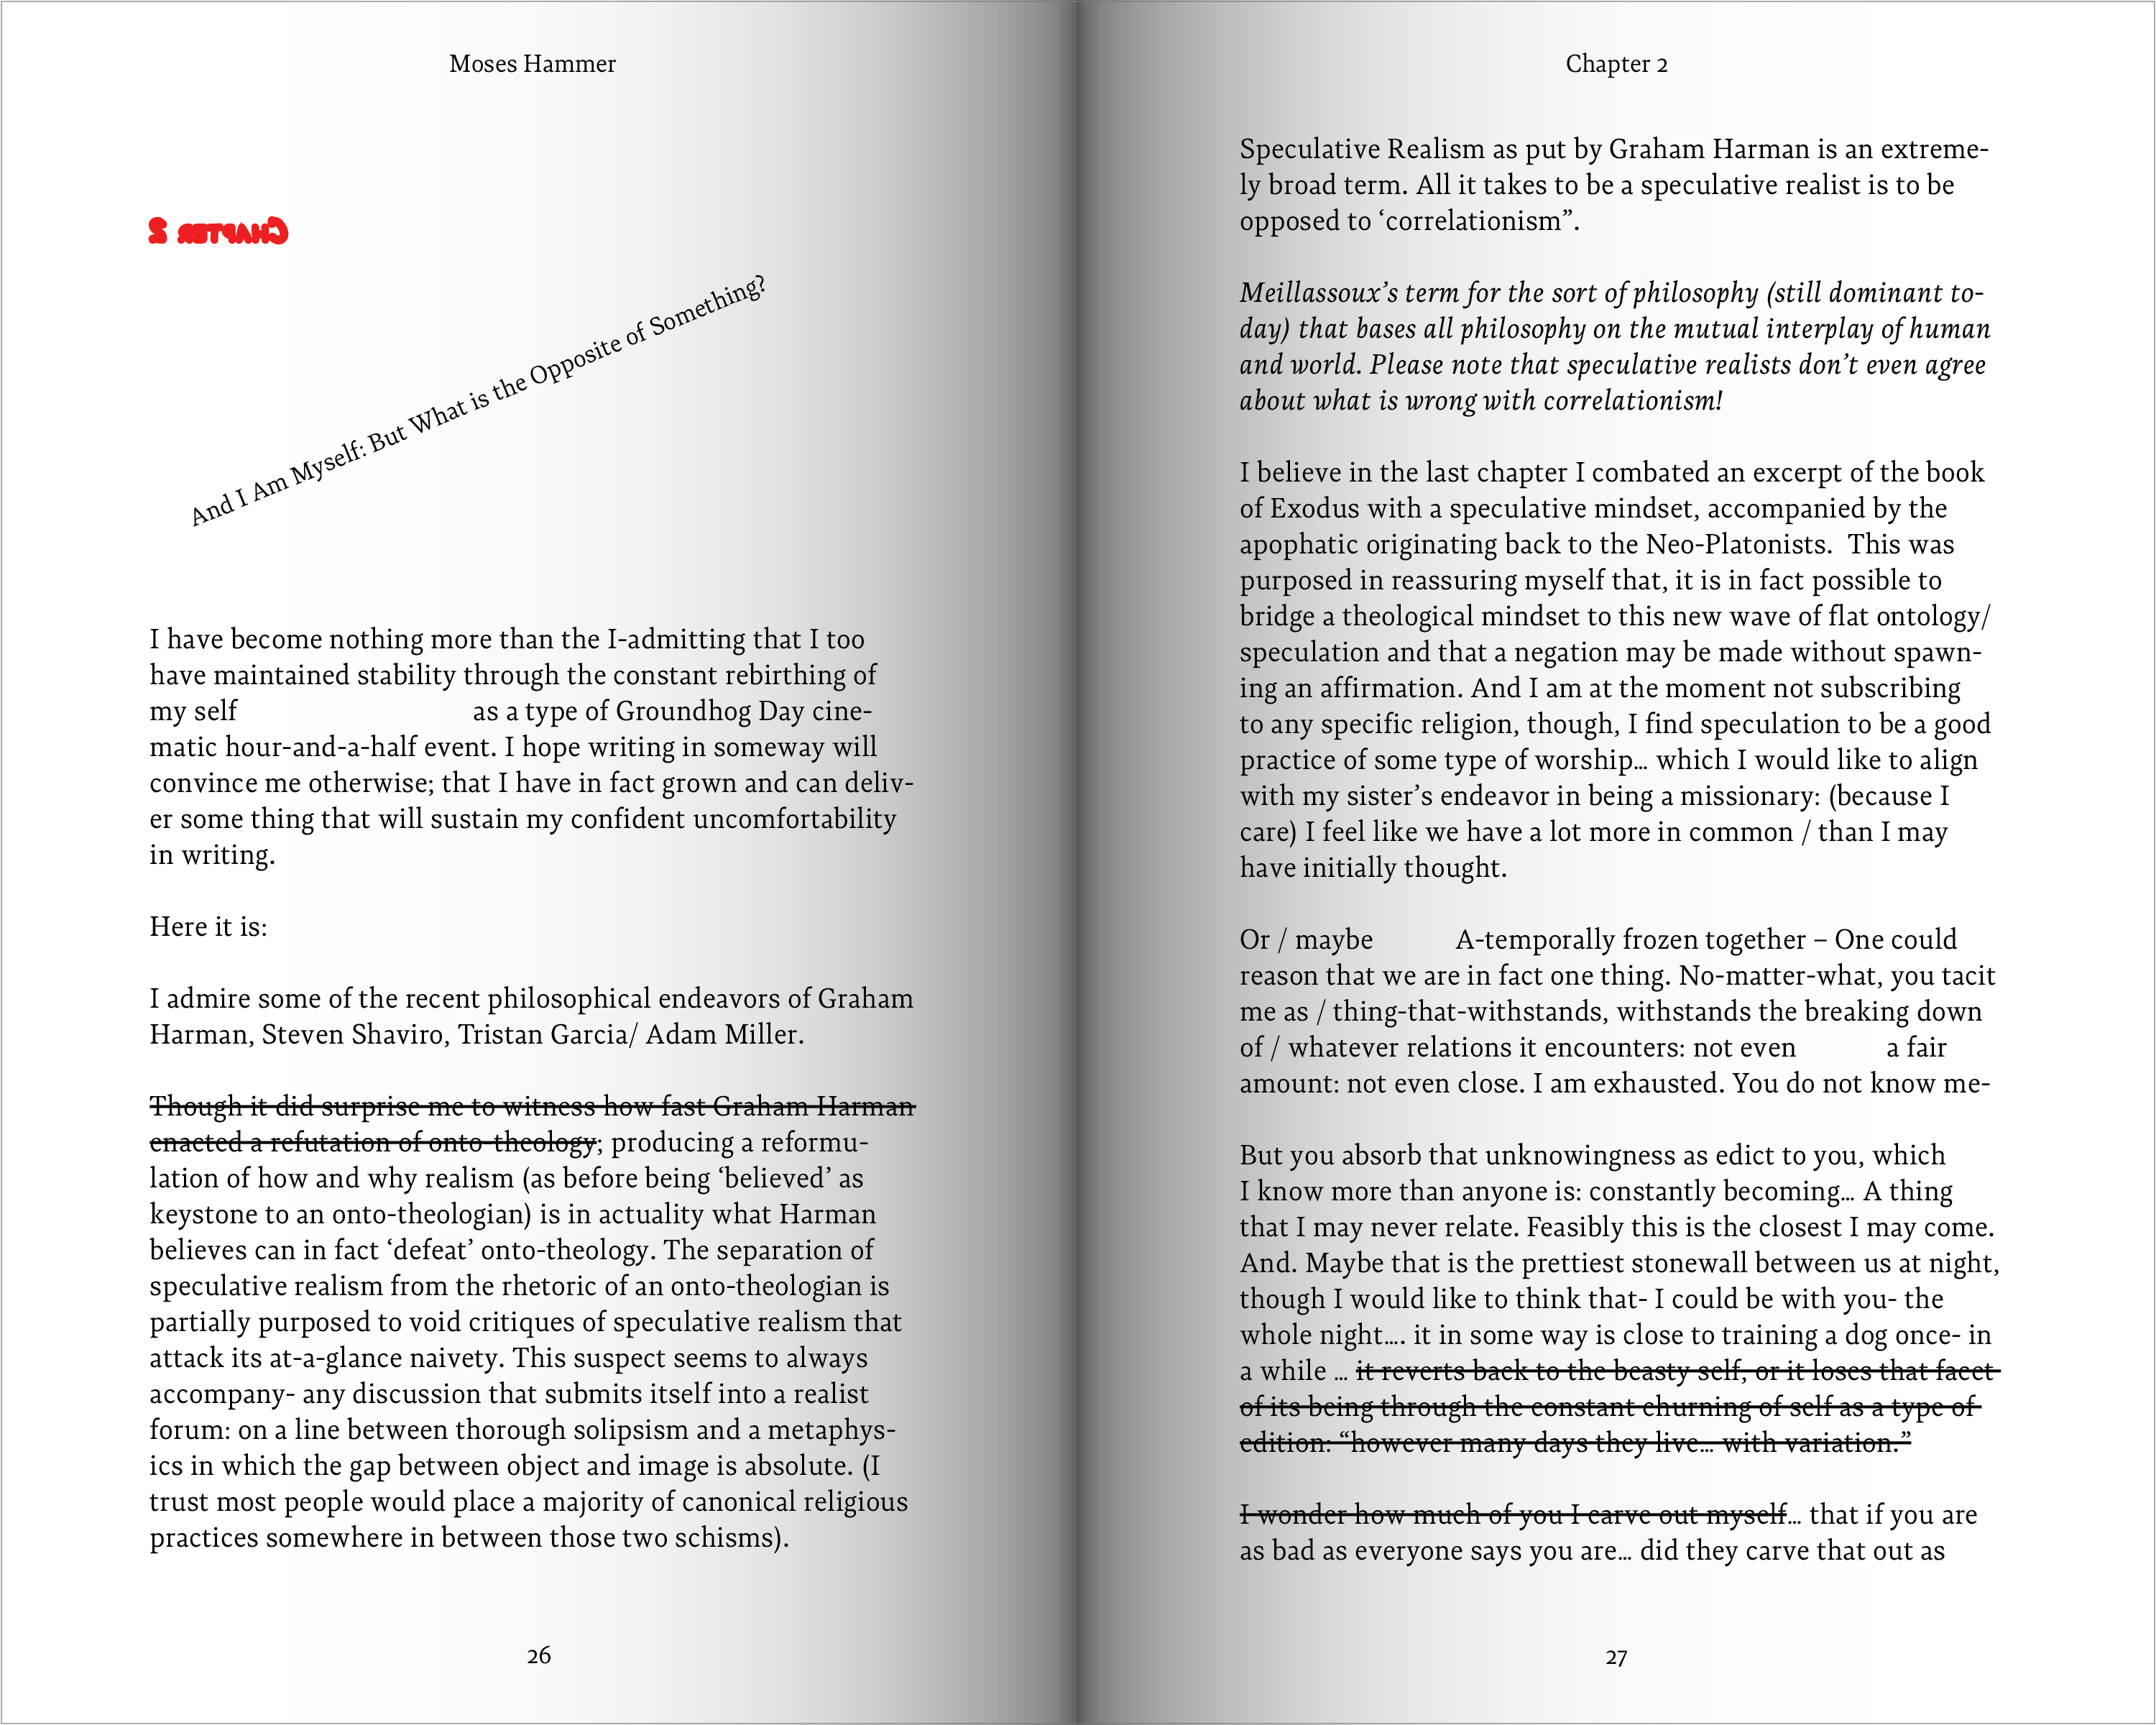 Moses Hammer
CHAPTER 2
And I Am Myself: But What is the Opposite of Something?
I have become nothing more than the I-admitting that I too
have maintained stability through the constant rebirthing of
my self as a type of Groundhog Day cine-
matic hour-and-a-half event. I hope writing in someway will
convince me otherwise; that I have in fact grown and can deliv-
er some thing that will sustain my confident uncomfortability
in writing.
Here it is:
I admire some of the recent philosophical endeavors of Graham
Harman, Steven Shaviro, Tristan Garcia/ Adam Miller.
Though it did surprise me to witness how fast Graham Harman
enacted a refutation of onto-theology; producing a reformu-
lation of how and why realism (as before being ‘believed’ as
keystone to an onto-theologian) is in actuality what Harman
believes can in fact ‘defeat’ onto-theology. The separation of
speculative realism from the rhetoric of an onto-theologian is
partially purposed to void critiques of speculative realism that
attack its at-a-glance naivety. This suspect seems to always
accompany- any discussion that submits itself into a realist
forum: on a line between thorough solipsism and a metaphys-
ics in which the gap between object and image is absolute. (I
trust most people would place a majority of canonical religious
practices somewhere in between those two schisms).
26
Chapter 2
Speculative Realism as put by Graham Harman is an extreme-
ly broad term. All it takes to be a speculative realist is to be
opposed to ‘correlationism”.
Meillassoux’s term for the sort of philosophy (still dominant to-
day) that bases all philosophy on the mutual interplay of human
and world. Please note that speculative realists don’t even agree
about what is wrong with correlationism!
I believe in the last chapter I combated an excerpt of the book
of Exodus with a speculative mindset, accompanied by the
apophatic originating back to the Neo-Platonists.  This was
purposed in reassuring myself that, it is in fact possible to
bridge a theological mindset to this new wave of flat ontology/
speculation and that a negation may be made without spawn-
ing an affirmation. And I am at the moment not subscribing
to any specific religion, though, I find speculation to be a good
practice of some type of worship… which I would like to align
with my sister’s endeavor in being a missionary: (because I
care) I feel like we have a lot more in common / than I may
have initially thought.
Or / maybe A-temporally frozen together – One could
reason that we are in fact one thing. No-matter-what, you tacit
me as / thing-that-withstands, withstands the breaking down
of / whatever relations it encounters: not even a fair
amount: not even close. I am exhausted. You do not know me-
But you absorb that unknowingness as edict to you, which
I know more than anyone is: constantly becoming… A thing
that I may never relate. Feasibly this is the closest I may come.
And. Maybe that is the prettiest stonewall between us at night,
though I would like to think that- I could be with you- the
whole night…. it in some way is close to training a dog once- in
a while … it reverts back to the beasty self, or it loses that facet
of its being through the constant churning of self as a type of
edition: “however many days they live… with variation.”
I wonder how much of you I carve out myself… that if you are
as bad as everyone says you are… did they carve that out as
27